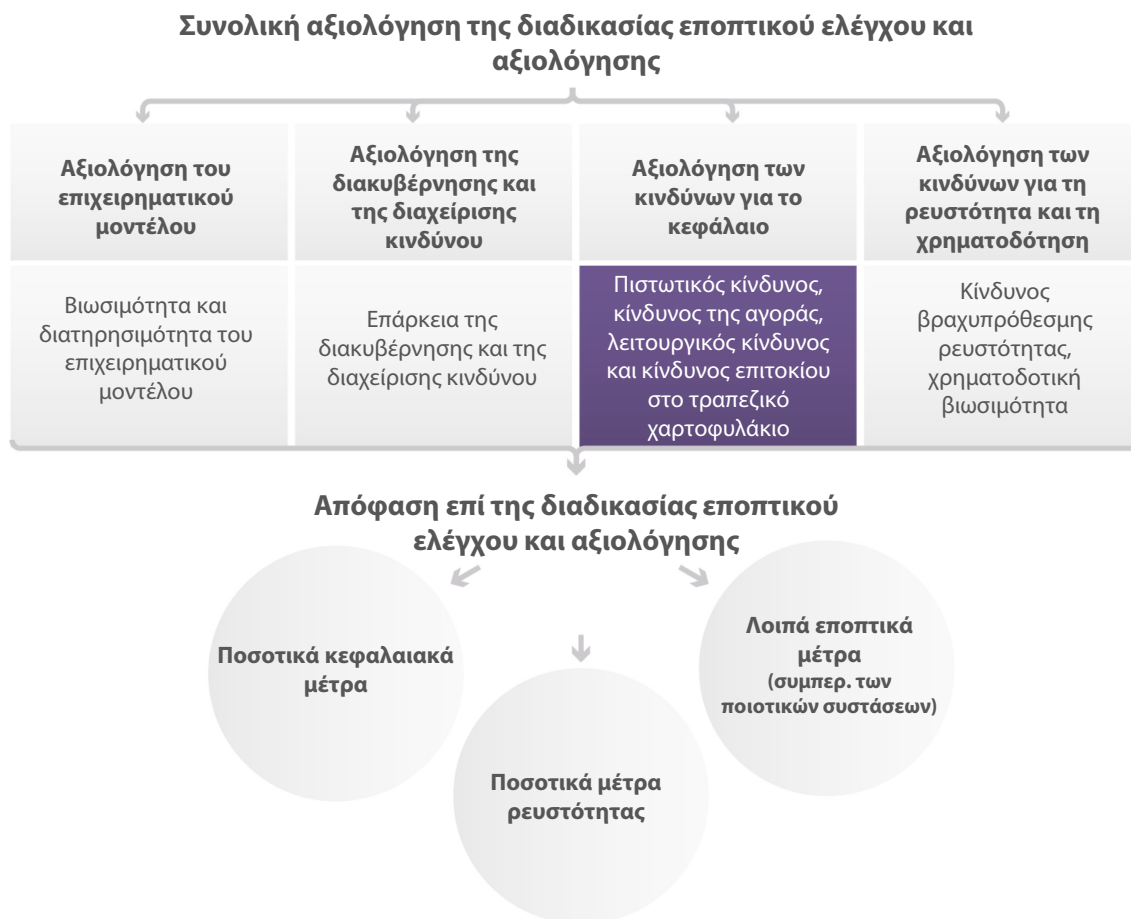 Συνολική αξιολόγηση της διαδικασίας εποπτικού ελέγχου και
αξιολόγησης
Αξιολόγηση του
επιχειρηματικού
μοντέλου
Αξιολόγηση της
διακυβέρνησης και
της διαχείρισης
κινδύνου
Αξιολόγηση των
κινδύνων για το
κεφάλαιο
Αξιολόγηση των
κινδύνων για τη
ρευστότητα και τη
χρηματοδότηση
Βιωσιμότητα και
διατηρησιμότητα του
επιχειρηματικού
μοντέλου
Επάρκεια της
διακυβέρνησης και της
διαχείρισης κινδύνου
Πιστωτικός κίνδυνος,
κίνδυνος της αγοράς,
λειτουργικός κίνδυνος
και κίνδυνος επιτοκίου
στο τραπεζικό
χαρτοφυλάκιο
Κίνδυνος
βραχυπρόθεσμης
ρευστότητας,
χρηματοδοτική
βιωσιμότητα
Απόφαση επί της διαδικασίας εποπτικού
ελέγχου και αξιολόγησης
Ποσοτικά κεφαλαιακά
μέτρα
Ποσοτικά μέτρα
ρευστότητας
Λοιπά εποπτικά
μέτρα
(συμπερ. των
ποιοτικών συστάσεων)